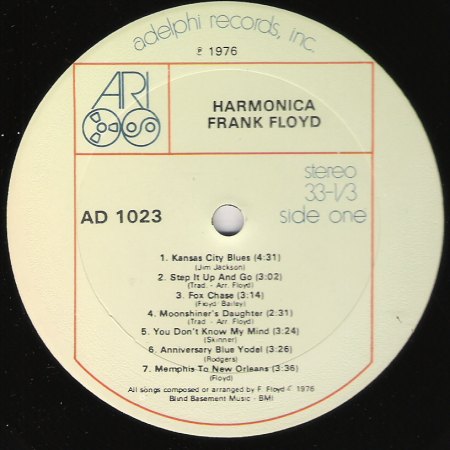 adelphi records, inc.
℗ 1976
ARI
HARMONICA
FRANK FLOYD
stereo
33-1/3
side one
AD 1023
1. Kansas City Blues (4:31)
(Jim Jackson)
2. Step It Up And Go (3:02)
(Trad. - Arr. Floyd)
3. Fox Chase (3:14)
(Floyd Bailey)
4. Moonshiner's Daughter (2:31)
(Trad - Arr. Floyd)
5. You Don't Know My Mind (3:24)
(Skinner)
6. Anniversary Blue Yodel (3:26)
(Rodgers)
7. Memphis To New Orleans (3:36)
(Floyd)
All songs composed or arranged by F. Floyd © 1976
Blind Basement Music - BMI